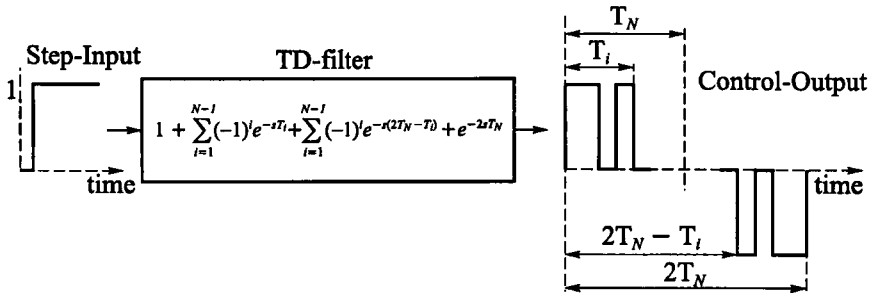 Step-Input
1
time
TD-filter
1 + \sum_{i=1}^{N-1}(-1)^i e^{-sT_i} + \sum_{i=1}^{N-1}(-1)^i e^{-s(2T_N - T_i)} + e^{-2sT_N}
T_N
T_i
Control-Output
time
2T_N − T_i
2T_N